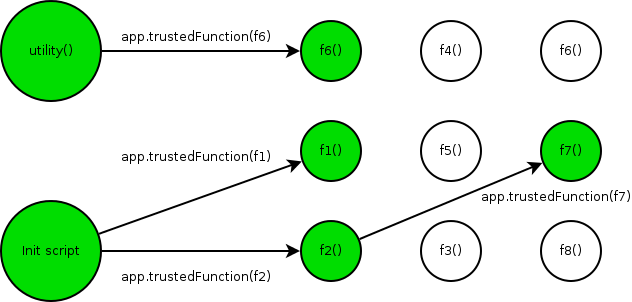 utility()
app.trustedFunction(f6)
f6()
f4()
f6()
app.trustedFunction(f1)
f1()
f5()
f7()
app.trustedFunction(f7)
Init script
app.trustedFunction(f2)
f2()
f3()
f8()